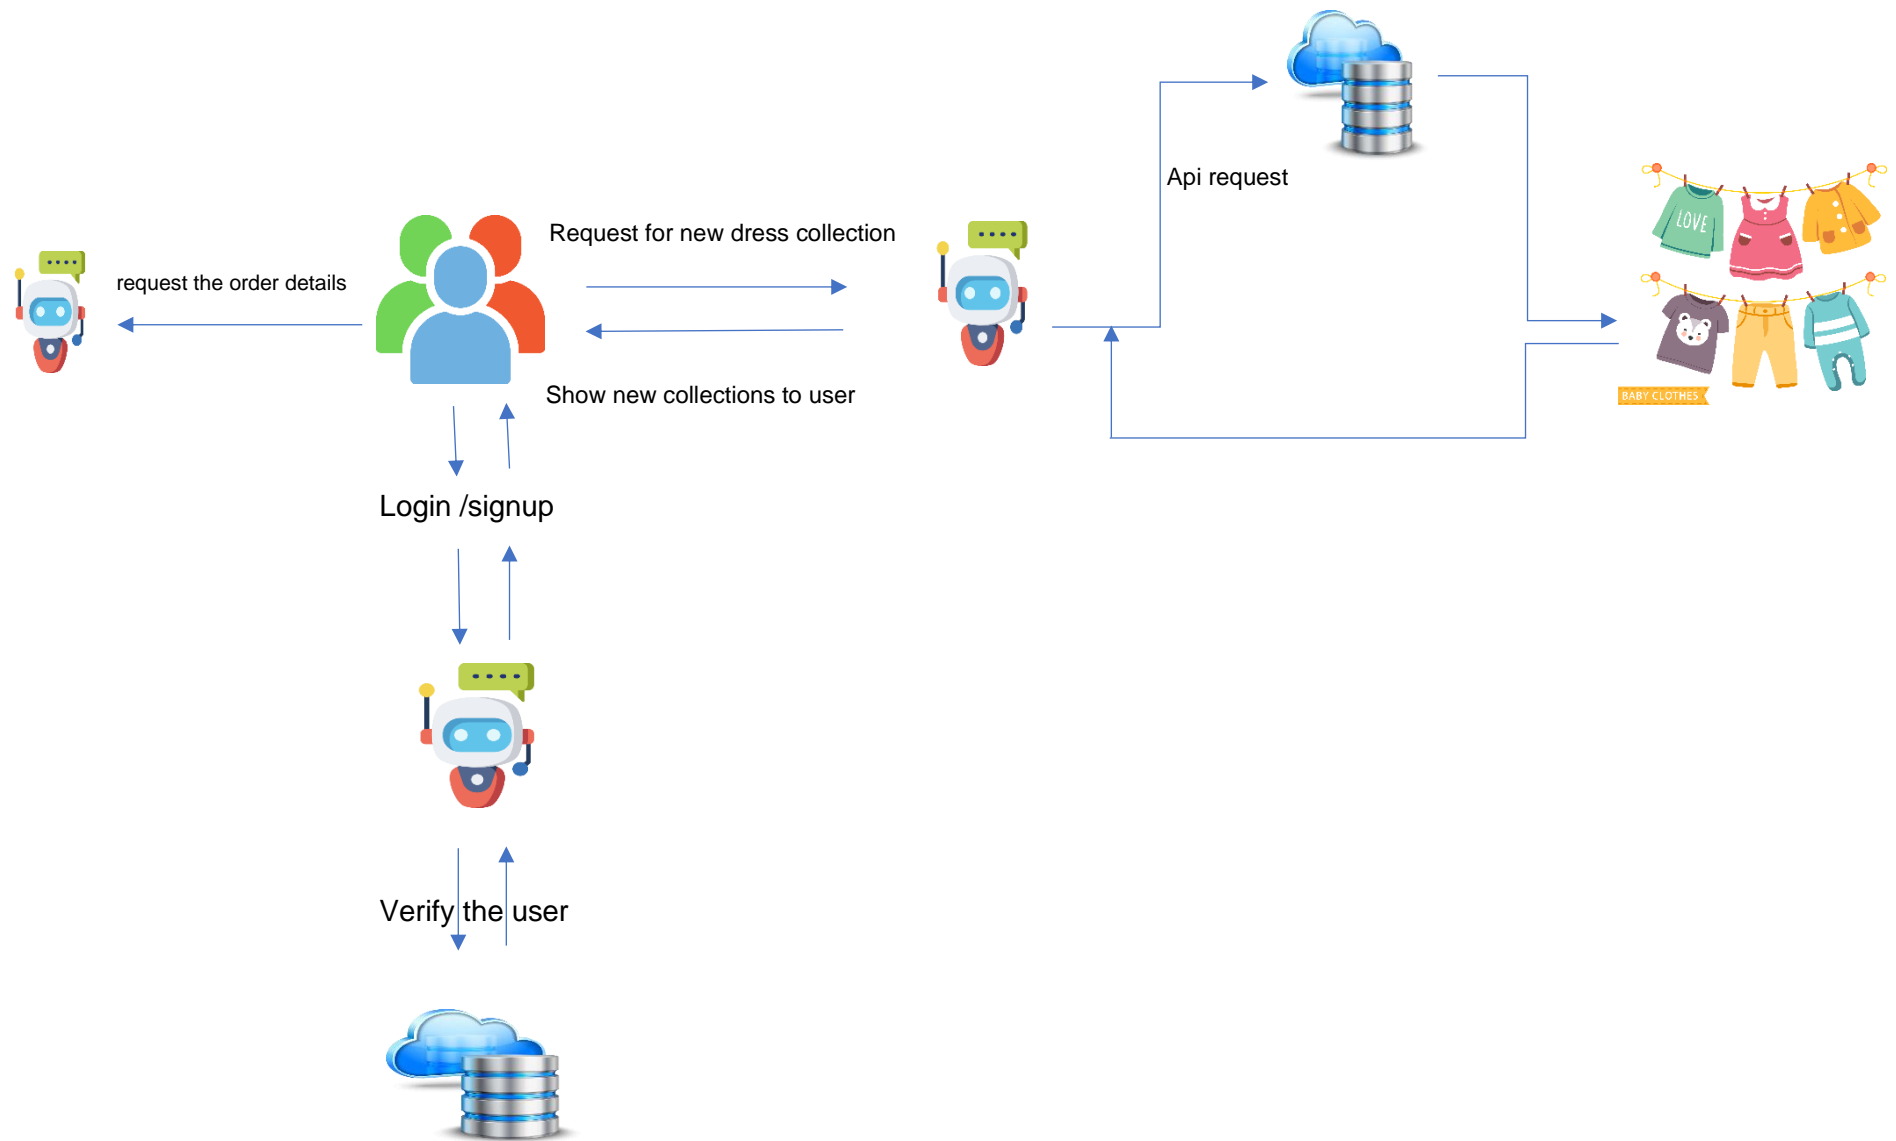 Api request
LOVE
Request for new dress collection
request the order details
Show new collections to user
BABY CLOTHES
Login /signup
Verify the user